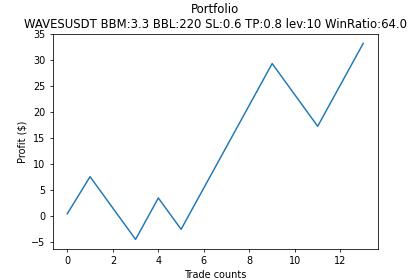 Portfolio
WAVESUSDT BBM:3.3 BBL:220 SL:0.6 TP:0.8 lev:10 WinRatio:64.0
Profit ($)
35
30
25
20
15
10
5
0
−5
0 2 4 6 8 10 12
Trade counts